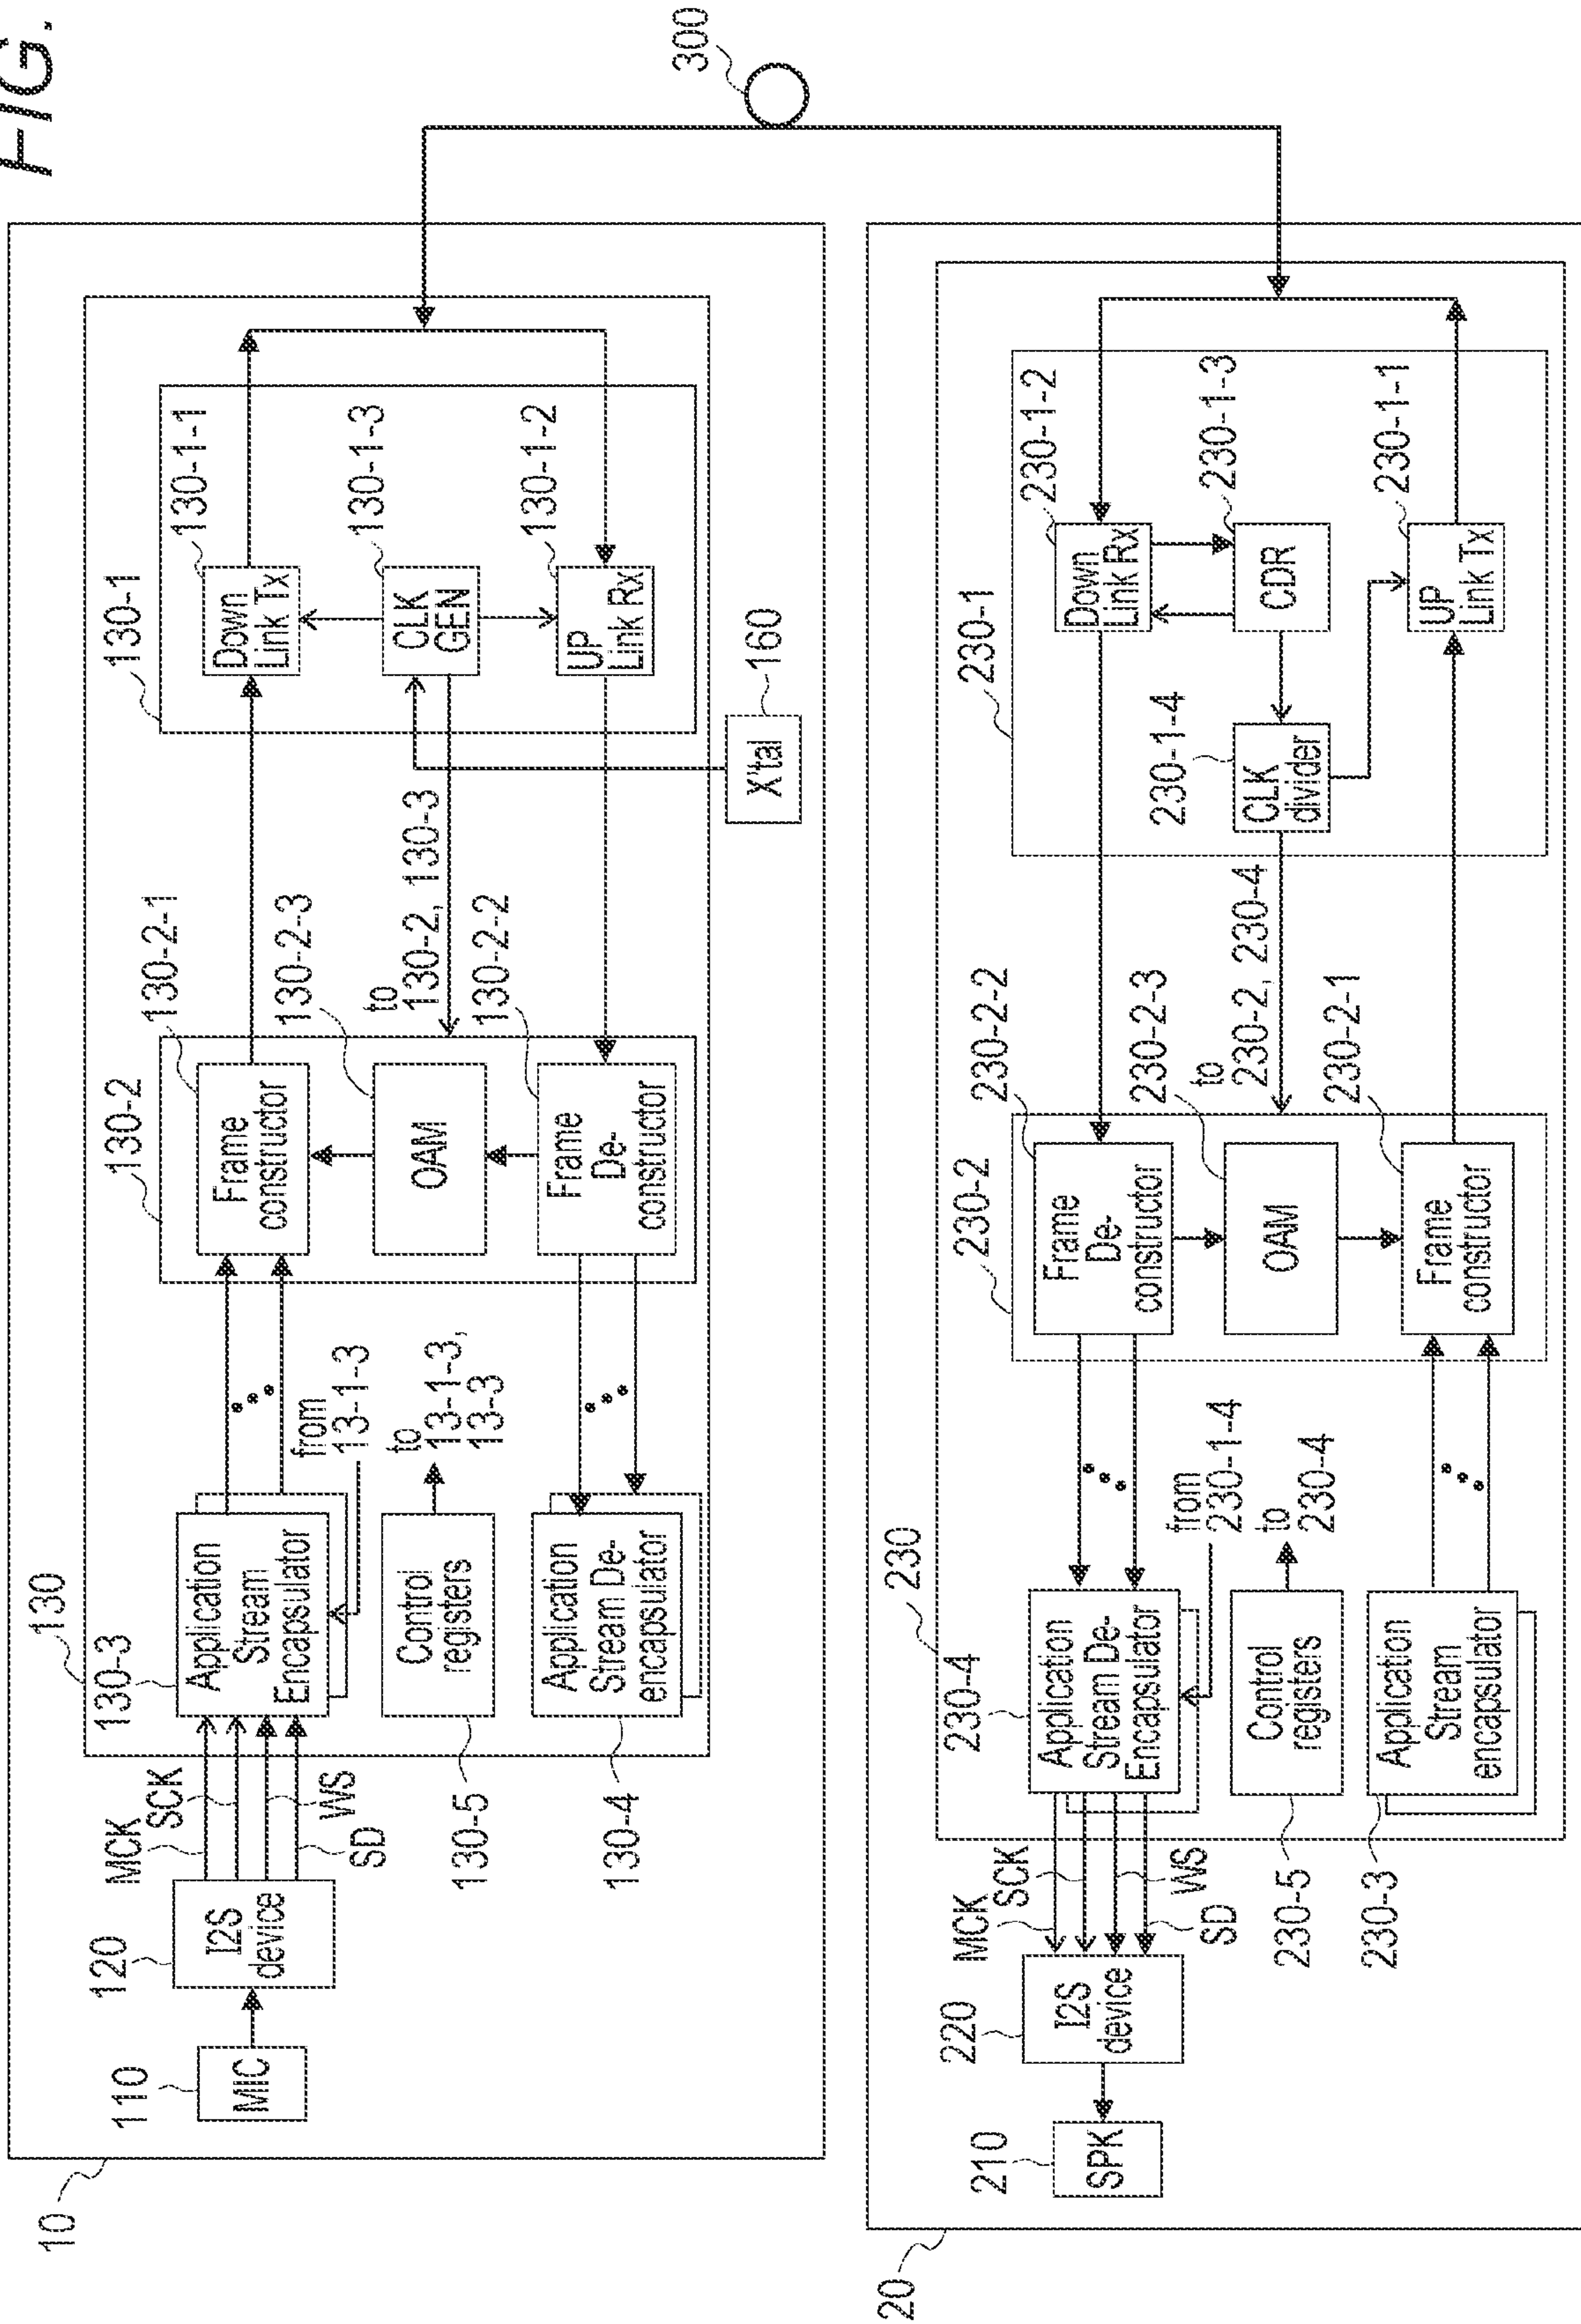 FIG.
10
110
MIC
120
I2S
device
MCK
SCK
WS
SD
130
130-3
Application
Stream
Encapsulator
from
13-1-3
130-5
Control
registers
to
13-1-3,
13-3
130-4
Application
Stream De-
encapsulator
130-2
130-2-1
Frame
constructor
130-2-3
OAM
130-2-2
Frame
De-
constructor
to
130-2, 130-3
130-1
130-1-1
Down
Link Tx
130-1-3
CLK
GEN
130-1-2
UP
Link Rx
160
X'tal
300
20
210
SPK
220
I2S
device
MCK
SCK
WS
SD
230
230-4
Application
Stream De-
Encapsulator
from
230-1-4
230-5
Control
registers
to
230-4
230-3
Application
Stream
encapsulator
230-2
230-2-2
Frame
De-
constructor
230-2-3
OAM
230-2-1
Frame
constructor
to
230-2, 230-4
230-1
230-1-2
Down
Link Rx
230-1-3
CDR
230-1-4
CLK
divider
230-1-1
UP
Link Tx